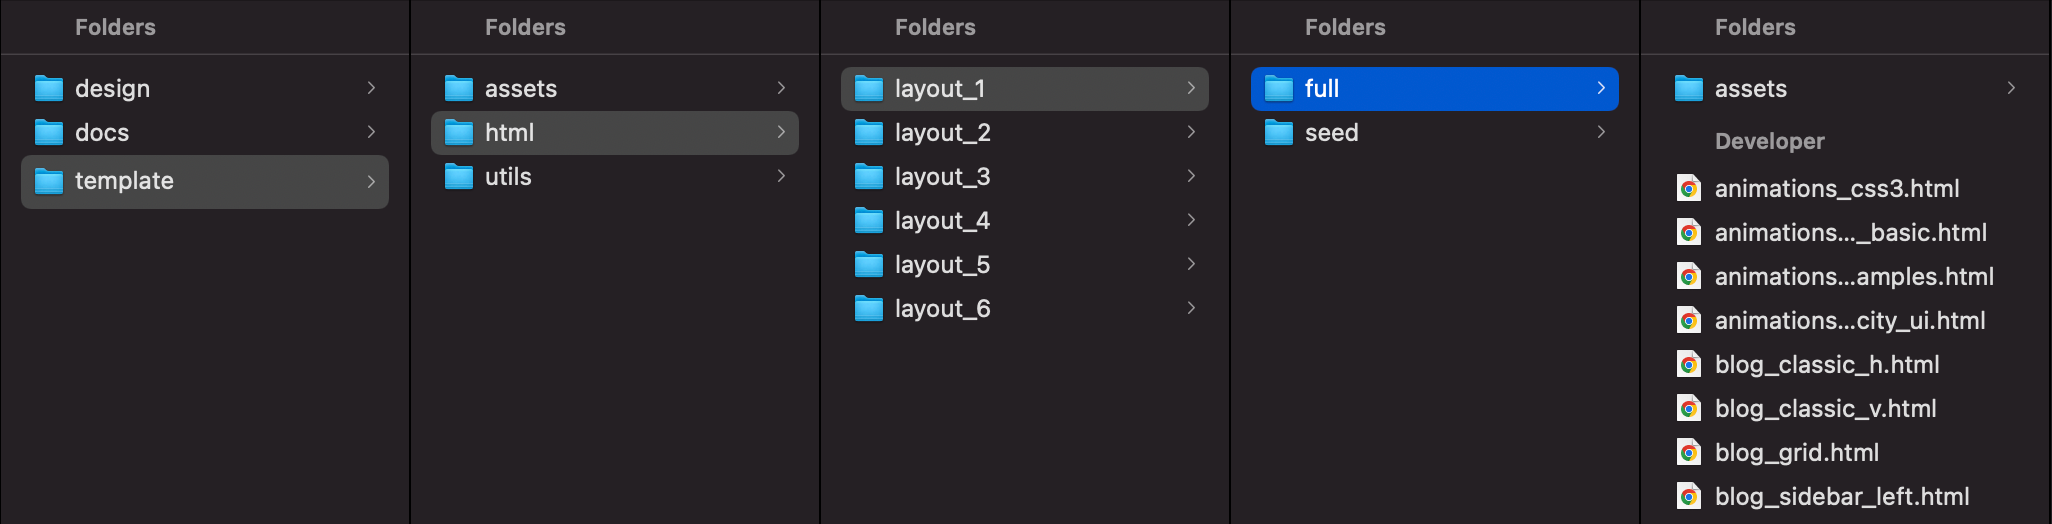 Folders
design
docs
template
Folders
assets
html
utils
Folders
layout_1
layout_2
layout_3
layout_4
layout_5
layout_6
Folders
full
seed
Folders
assets
Developer
animations_css3.html
animations..._basic.html
animations...amples.html
animations...city_ui.html
blog_classic_h.html
blog_classic_v.html
blog_grid.html
blog_sidebar_left.html